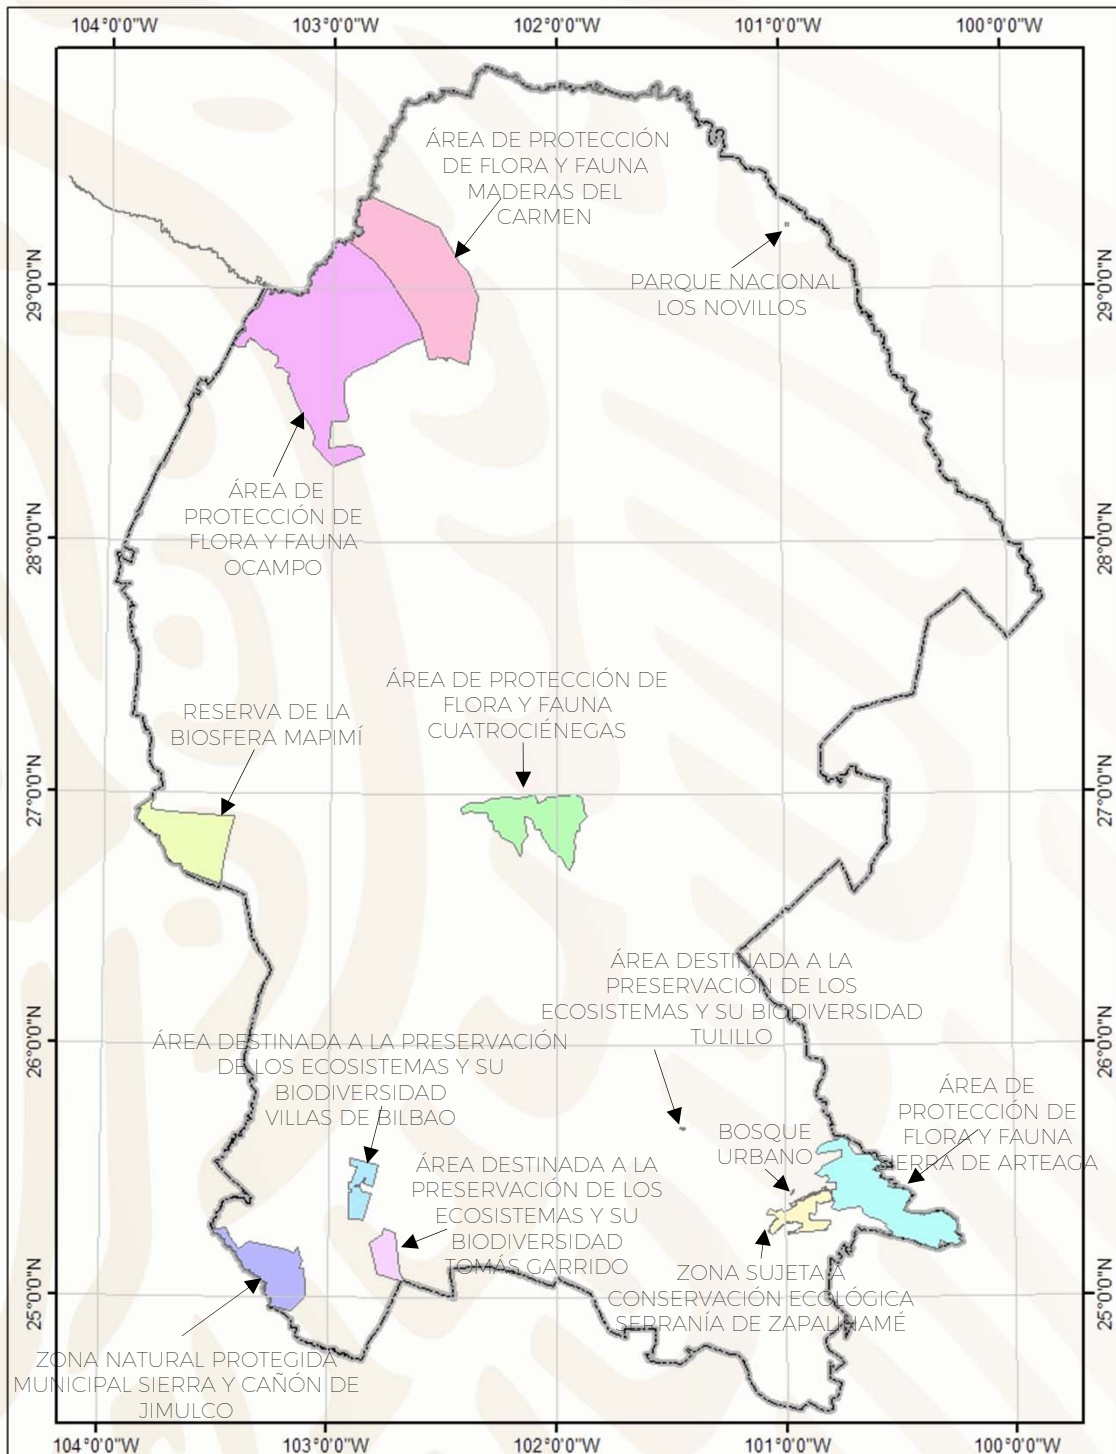 104°0'0"W
103°0'0"W
102°0'0"W
101°0'0"W
100°0'0"W
ÁREA DE PROTECCIÓN
DE FLORA Y FAUNA
MADERAS DEL
CARMEN
PARQUE NACIONAL
LOS NOVILLOS
29°0'0"N
29°0'0"N
ÁREA DE
PROTECCIÓN DE
FLORA Y FAUNA
OCAMPO
28°0'0"N
28°0'0"N
ÁREA DE PROTECCIÓN DE
FLORA Y FAUNA
CUATROCIÉNEGAS
RESERVA DE LA
BIOSFERA MAPIMÍ
27°0'0"N
27°0'0"N
ÁREA DESTINADA A LA
PRESERVACIÓN DE LOS
ECOSISTEMAS Y SU BIODIVERSIDAD
TULILLO
26°0'0"N
26°0'0"N
ÁREA DESTINADA A LA PRESERVACIÓN
DE LOS ECOSISTEMAS Y SU
BIODIVERSIDAD
VILLAS DE BILBAO
ÁREA DE
PROTECCIÓN DE
FLORA Y FAUNA
SIERRA DE ARTEAGA
BOSQUE
URBANO
ÁREA DESTINADA A LA
PRESERVACIÓN DE LOS
ECOSISTEMAS Y SU
BIODIVERSIDAD
TOMÁS GARRIDO
ZONA SUJETA A
CONSERVACIÓN ECOLÓGICA
SERRANÍA DE ZAPALINAMÉ
25°0'0"N
25°0'0"N
ZONA NATURAL PROTEGIDA
MUNICIPAL SIERRA Y CAÑÓN DE
JIMULCO
104°0'0"W
103°0'0"W
102°0'0"W
101°0'0"W
100°0'0"W